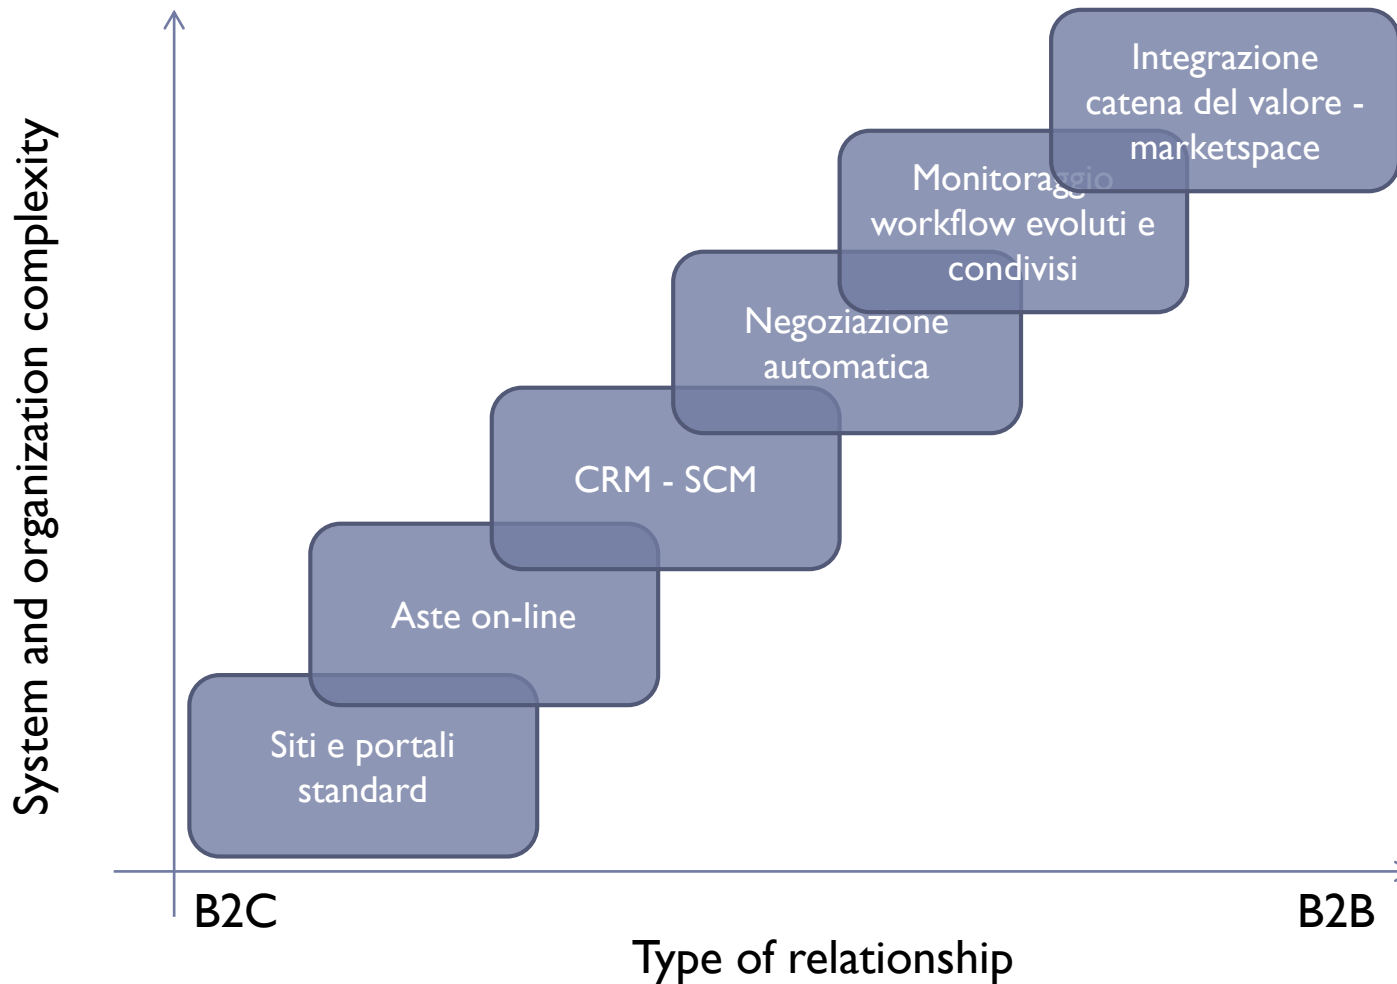 System and organization complexity
Integrazione
catena del valore -
marketspace
Monitoraggio
workflow evoluti e
condivisi
Negoziazione
automatica
CRM - SCM
Aste on-line
Siti e portali
standard
B2C
B2B
Type of relationship